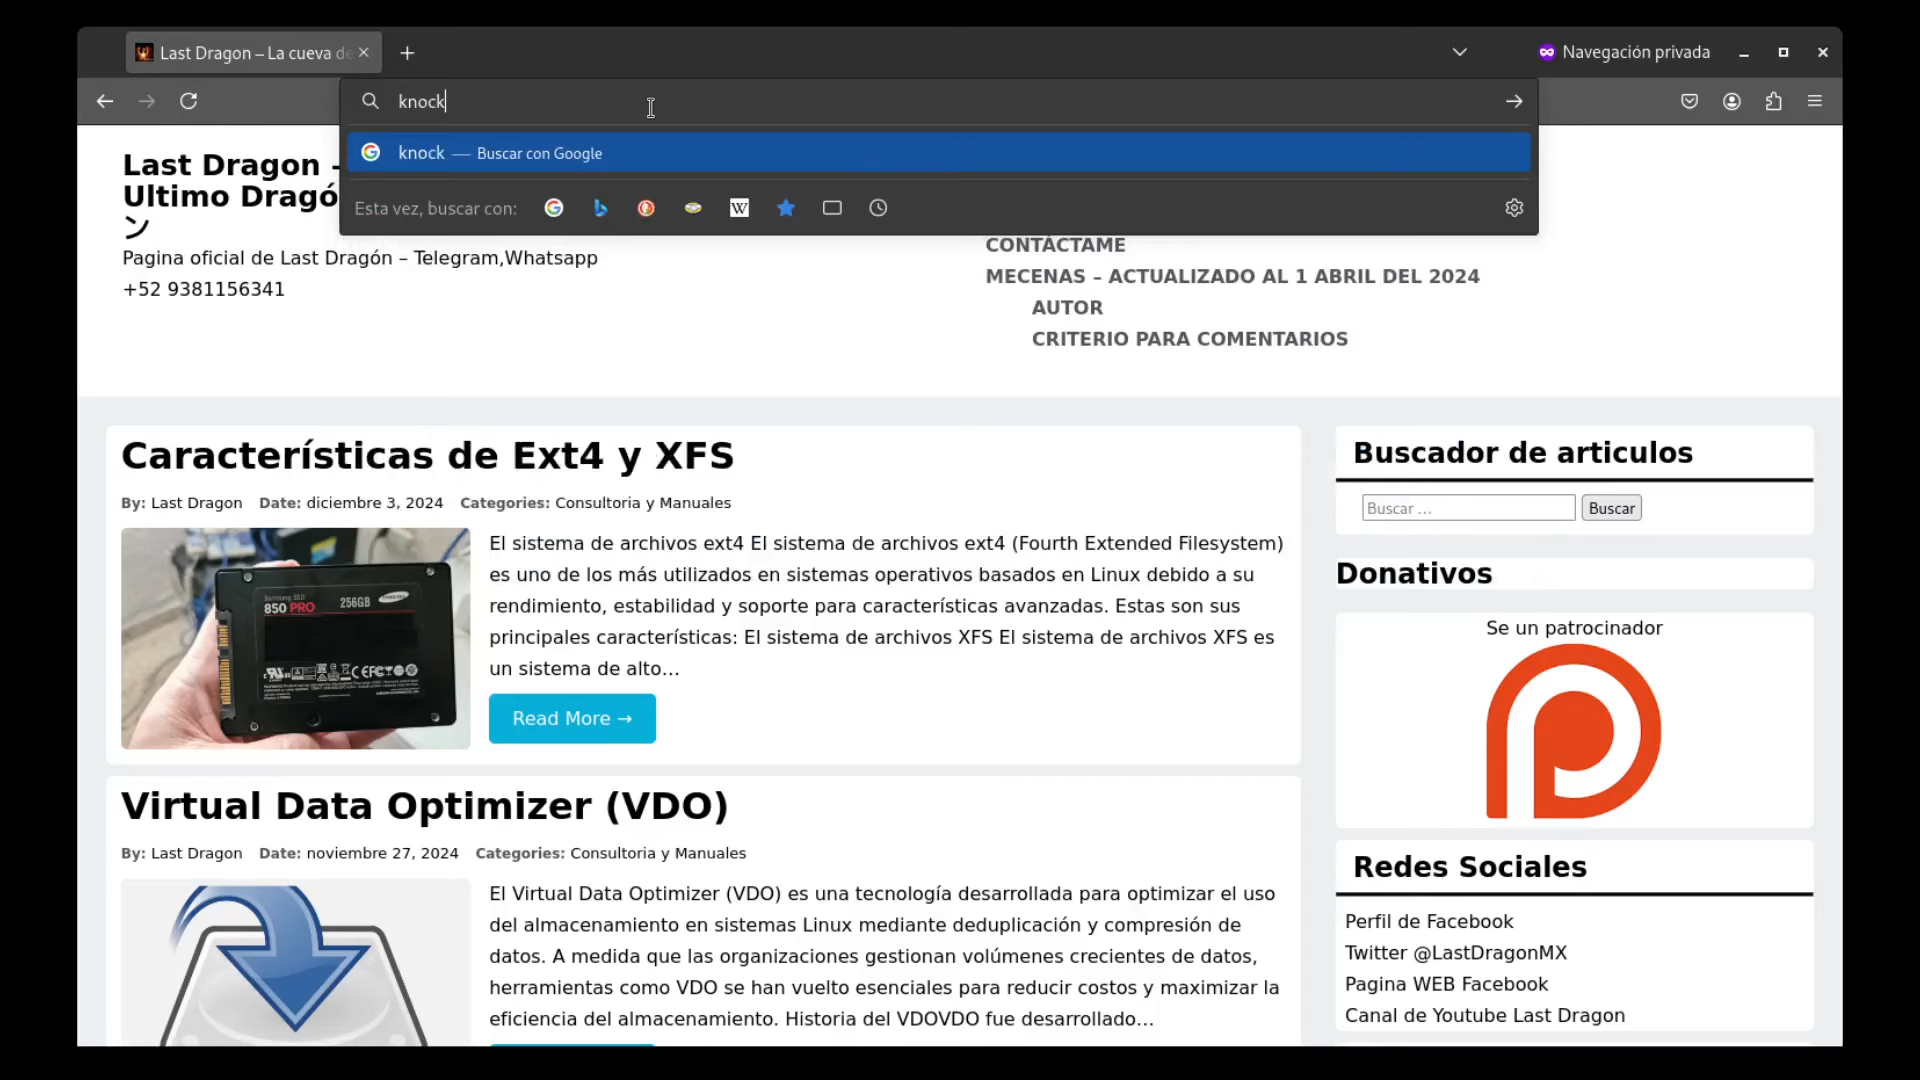 Last Dragon – La cueva de
Navegación privada
knock
knock — Buscar con Google
Esta vez, buscar con:
W
Last Dragon -
Ultimo Dragó
ン
Pagina oficial de Last Dragón – Telegram,Whatsapp
+52 9381156341
CONTÁCTAME
MECENAS – ACTUALIZADO AL 1 ABRIL DEL 2024
AUTOR
CRITERIO PARA COMENTARIOS
Características de Ext4 y XFS
By: Last Dragon Date: diciembre 3, 2024 Categories: Consultoria y Manuales
Samsung SSD
850 PRO 256GB
SAMSUNG
El sistema de archivos ext4 El sistema de archivos ext4 (Fourth Extended Filesystem)
es uno de los más utilizados en sistemas operativos basados en Linux debido a su
rendimiento, estabilidad y soporte para características avanzadas. Estas son sus
principales características: El sistema de archivos XFS El sistema de archivos XFS es
un sistema de alto…
Read More →
Virtual Data Optimizer (VDO)
By: Last Dragon Date: noviembre 27, 2024 Categories: Consultoria y Manuales
El Virtual Data Optimizer (VDO) es una tecnología desarrollada para optimizar el uso
del almacenamiento en sistemas Linux mediante deduplicación y compresión de
datos. A medida que las organizaciones gestionan volúmenes crecientes de datos,
herramientas como VDO se han vuelto esenciales para reducir costos y maximizar la
eficiencia del almacenamiento. Historia del VDOVDO fue desarrollado…
Buscador de articulos
Buscar …
Buscar
Donativos
Se un patrocinador
Redes Sociales
Perfil de Facebook
Twitter @LastDragonMX
Pagina WEB Facebook
Canal de Youtube Last Dragon